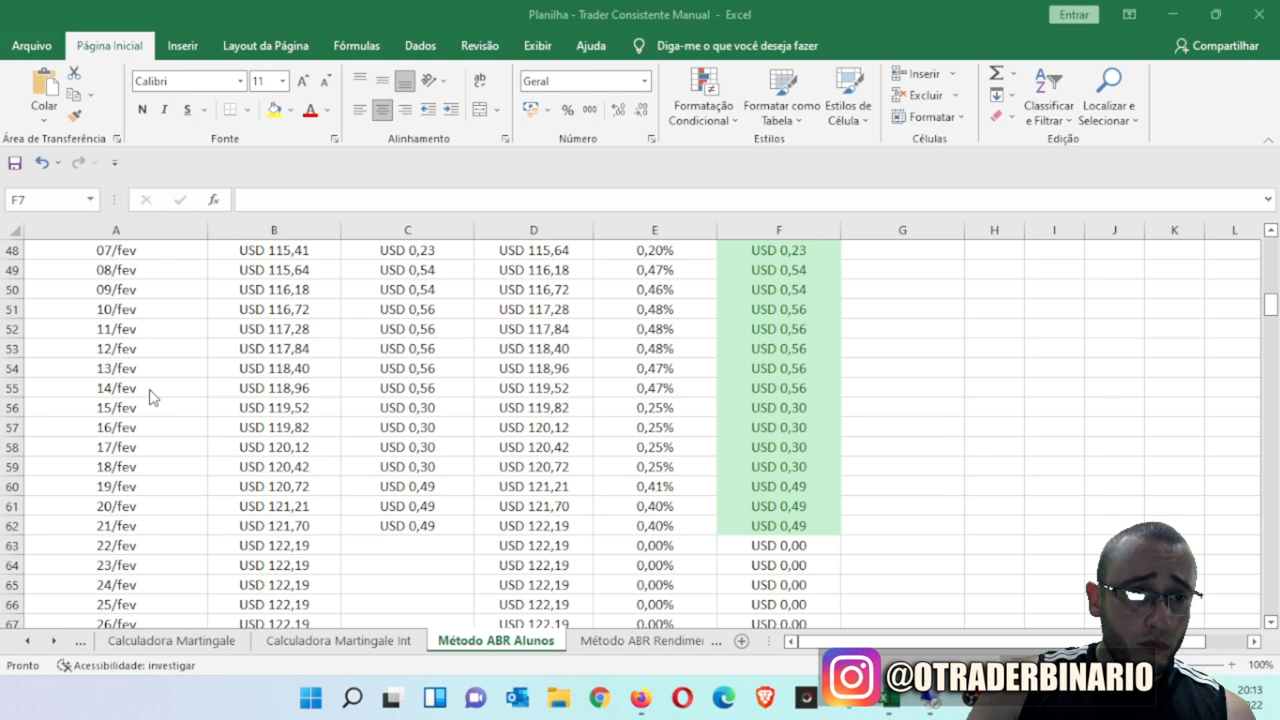 Planilha - Trader Consistente Manual - Excel
Entrar
Arquivo Página Inicial Inserir Layout da Página Fórmulas Dados Revisão Exibir Ajuda Diga-me o que você deseja fazer Compartilhar
Colar
Área de Transferência
Calibri 11
N I S
Fonte
ab
Alinhamento
Geral
% 000
Número
Formatação Condicional
Formatar como Tabela
Estilos de Célula
Estilos
Inserir
Excluir
Formatar
Células
Classificar e Filtrar
Localizar e Selecionar
Edição
F7 fx
A B C D E F G H I J K L
48 07/fev USD 115,41 USD 0,23 USD 115,64 0,20% USD 0,23
49 08/fev USD 115,64 USD 0,54 USD 116,18 0,47% USD 0,54
50 09/fev USD 116,18 USD 0,54 USD 116,72 0,46% USD 0,54
51 10/fev USD 116,72 USD 0,56 USD 117,28 0,48% USD 0,56
52 11/fev USD 117,28 USD 0,56 USD 117,84 0,48% USD 0,56
53 12/fev USD 117,84 USD 0,56 USD 118,40 0,48% USD 0,56
54 13/fev USD 118,40 USD 0,56 USD 118,96 0,47% USD 0,56
55 14/fev USD 118,96 USD 0,56 USD 119,52 0,47% USD 0,56
56 15/fev USD 119,52 USD 0,30 USD 119,82 0,25% USD 0,30
57 16/fev USD 119,82 USD 0,30 USD 120,12 0,25% USD 0,30
58 17/fev USD 120,12 USD 0,30 USD 120,42 0,25% USD 0,30
59 18/fev USD 120,42 USD 0,30 USD 120,72 0,25% USD 0,30
60 19/fev USD 120,72 USD 0,49 USD 121,21 0,41% USD 0,49
61 20/fev USD 121,21 USD 0,49 USD 121,70 0,40% USD 0,49
62 21/fev USD 121,70 USD 0,49 USD 122,19 0,40% USD 0,49
63 22/fev USD 122,19 USD 122,19 0,00% USD 0,00
64 23/fev USD 122,19 USD 122,19 0,00% USD 0,00
65 24/fev USD 122,19 USD 122,19 0,00% USD 0,00
66 25/fev USD 122,19 USD 122,19 0,00% USD 0,00
67 26/fev USD 122,19 USD 122,19 0,00% USD 0,00
... Calculadora Martingale Calculadora Martingale Int Método ABR Alunos Método ABR Rendimer ...
Pronto Acessibilidade: investigar 100%
@OTRADERBINARIO
20:13